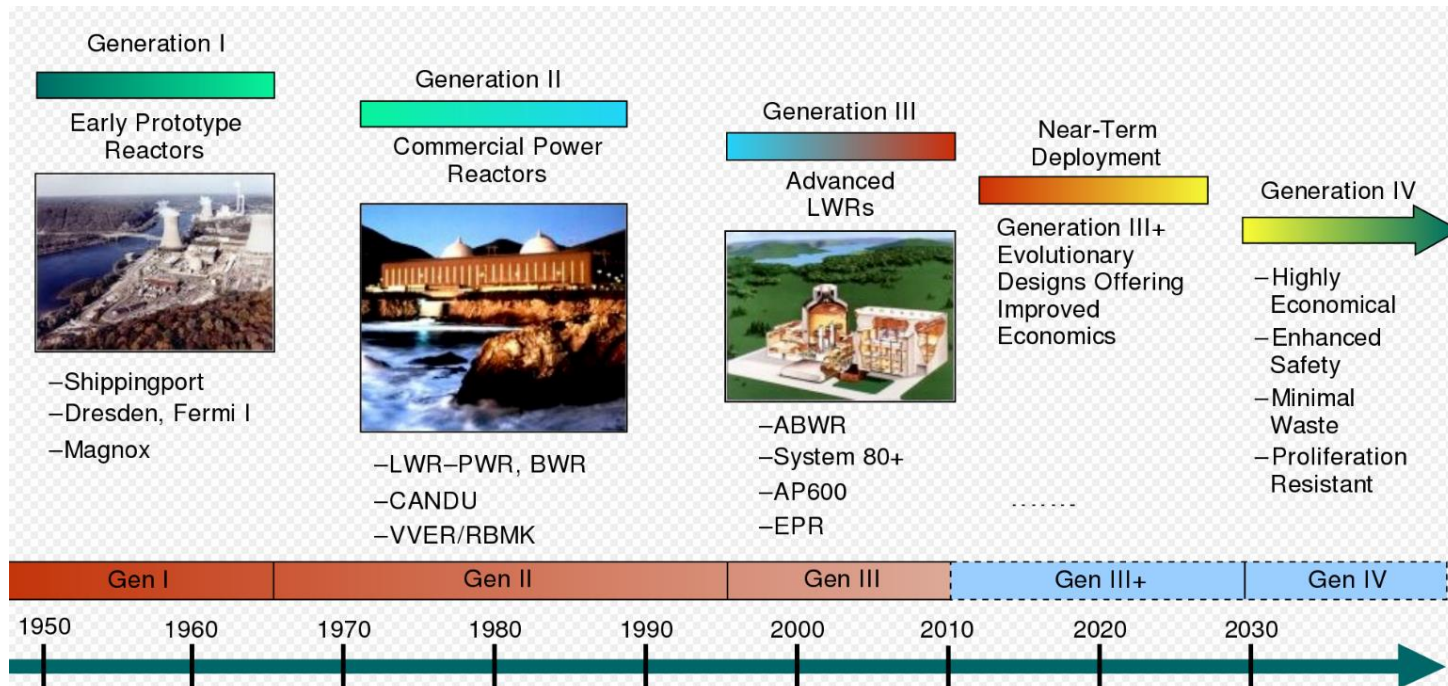 Generation I
Early Prototype
Reactors
–Shippingport
–Dresden, Fermi I
–Magnox
Generation II
Commercial Power
Reactors
–LWR–PWR, BWR
–CANDU
–VVER/RBMK
Generation III
Advanced
LWRs
–ABWR
–System 80+
–AP600
–EPR
Near-Term
Deployment
Generation III+
Evolutionary
Designs Offering
Improved
Economics
.......
Generation IV
–Highly
Economical
–Enhanced
Safety
–Minimal
Waste
–Proliferation
Resistant
Gen I
Gen II
Gen III
Gen III+
Gen IV
1950
1960
1970
1980
1990
2000
2010
2020
2030